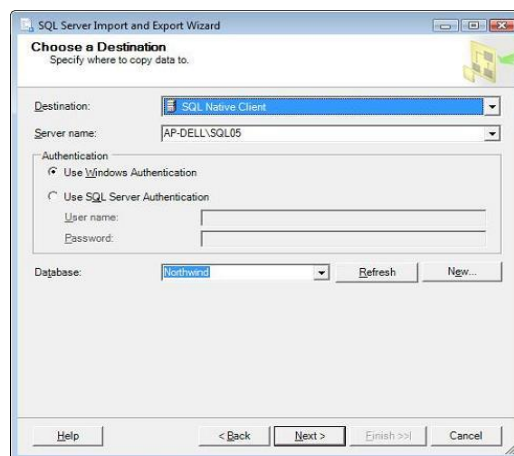 SQL Server Import and Export Wizard
Choose a Destination
Specify where to copy data to.
Destination: SQL Native Client
Server name: AP-DELL\SQL05
Authentication
Use Windows Authentication
Use SQL Server Authentication
User name:
Password:
Database: Northwind Refresh New...
Help < Back Next > Finish >>| Cancel